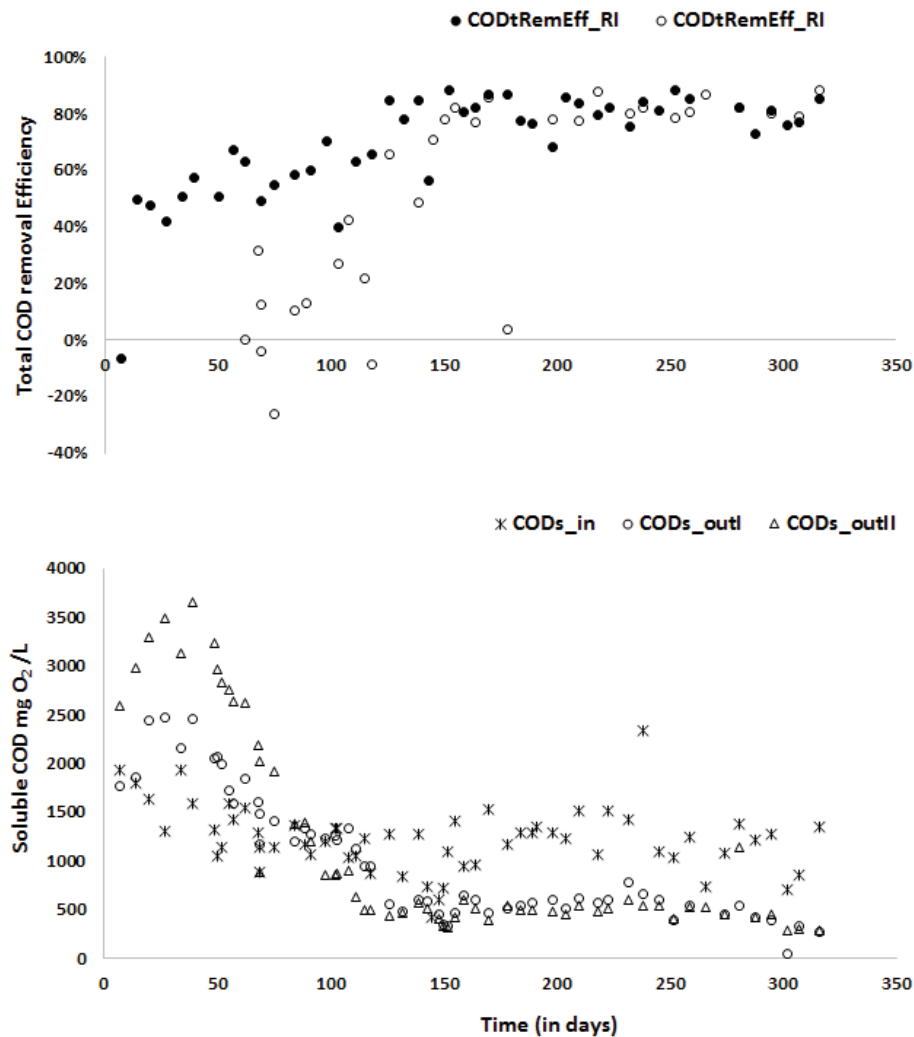 CODtRemEff_RI CODtRemEff_RI
100%
80%
60%
40%
20%
0%
-20%
-40%
0 50 100 150 200 250 300 350
Total COD removal Efficiency
CODs_in CODs_outI CODs_outII
4000
3500
3000
2500
2000
1500
1000
500
0
0 50 100 150 200 250 300 350
Soluble COD mg O₂ /L
Time (in days)